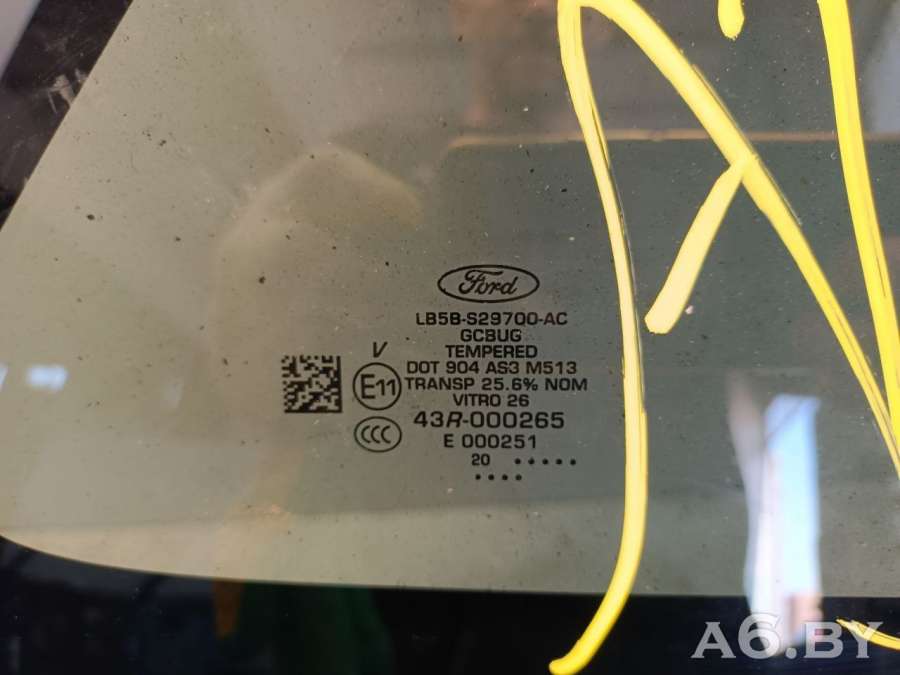 Ford
LB5B-S29700-AC
GCBUG
TEMPERED
DOT 904 AS3 M513
TRANSP 25.6% NOM
VITRO 26
V
E11
43R-000265
CCC
E 000251
20
A6.BY